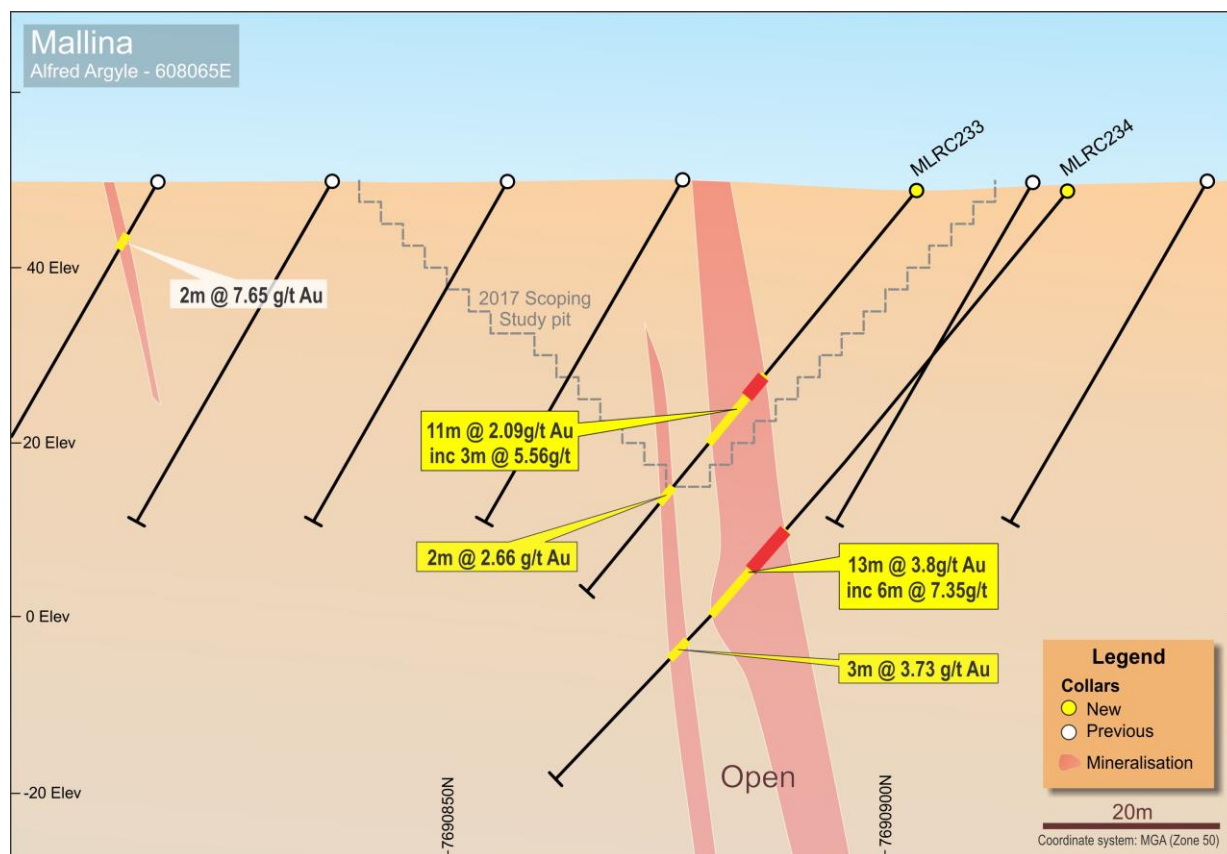 Mallina
Alfred Argyle - 608065E
MLRC233
MLRC234
40 Elev
2m @ 7.65 g/t Au
2017 Scoping
Study pit
11m @ 2.09g/t Au
inc 3m @ 5.56g/t
20 Elev
2m @ 2.66 g/t Au
13m @ 3.8g/t Au
inc 6m @ 7.35g/t
0 Elev
3m @ 3.73 g/t Au
Legend
Collars
New
Previous
Mineralisation
-20 Elev
7690850N
Open
7690900N
20m
Coordinate system: MGA (Zone 50)